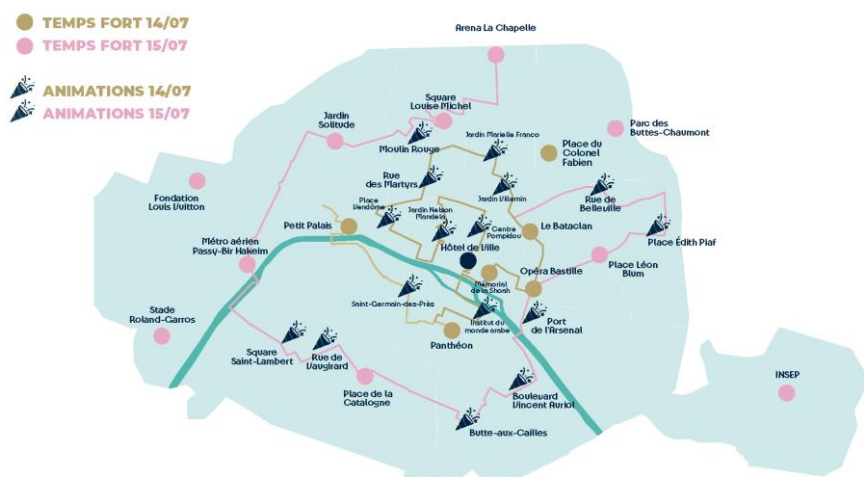 TEMPS FORT 14/07
TEMPS FORT 15/07
ANIMATIONS 14/07
ANIMATIONS 15/07
Arena La Chapelle
Square
Louise Michel
Jardin
Solitude
Moulin Rouge
Jardin Marielle Franco
Place du
Colonel
Fabien
Parc des
Buttes-Chaumont
Rue
des Martyrs
Jardin Villemin
Rue de
Belleville
Fondation
Louis Vuitton
Place
Vendôme
Jardin Nelson
Mandela
Centre
Pompidou
Petit Palais
Le Bataclan
Place Édith Piaf
Métro aérien
Passy-Bir Hakeim
Hôtel de Ville
Mémorial
de la Shoah
Opéra Bastille
Place Léon
Blum
Saint-Germain-des-Près
Stade
Roland-Garros
Institut du
monde arabe
Port
de l'Arsenal
Panthéon
Square
Saint-Lambert
Rue de
Vaugirard
Place de la
Catalogne
INSEP
Boulevard
Vincent Auriol
Butte-aux-Cailles